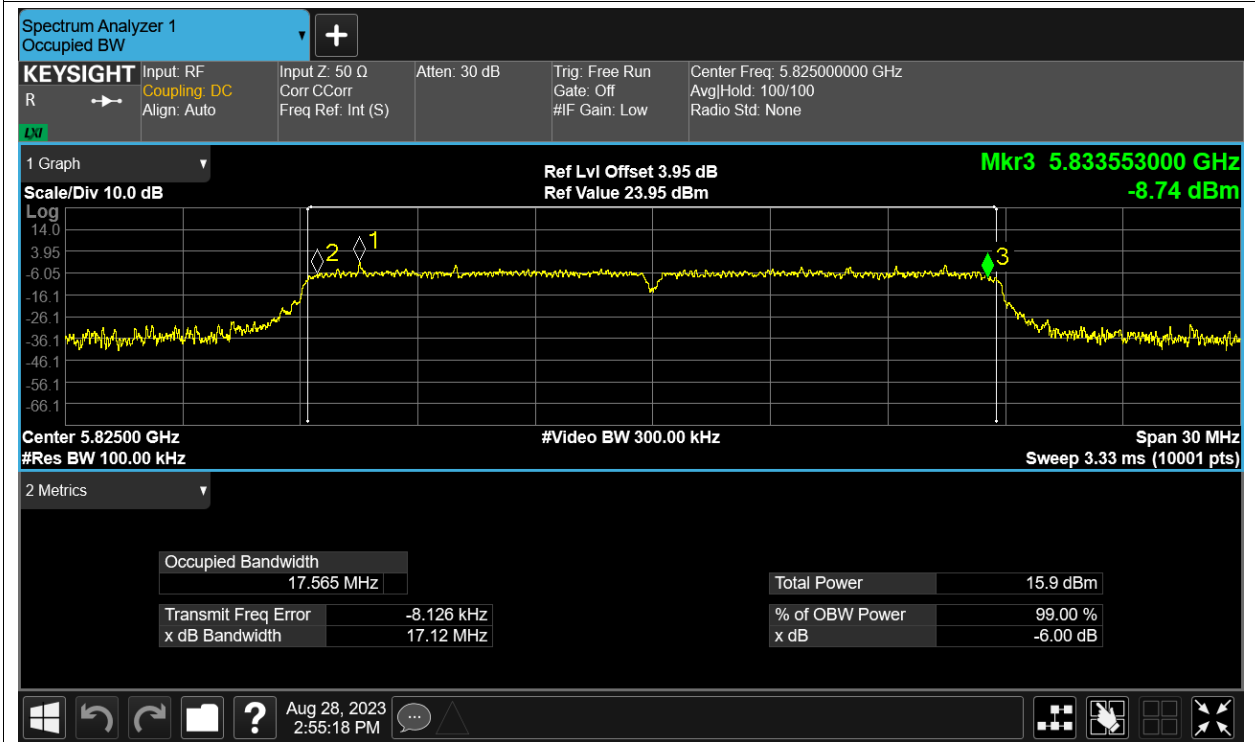 Spectrum Analyzer 1
Occupied BW
KEYSIGHT
R
LXI
Input: RF
Coupling: DC
Align: Auto
Input Z: 50 Ω
Corr CCorr
Freq Ref: Int (S)
Atten: 30 dB
Trig: Free Run
Gate: Off
#IF Gain: Low
Center Freq: 5.825000000 GHz
Avg|Hold: 100/100
Radio Std: None
1 Graph
Scale/Div 10.0 dB
Ref Lvl Offset 3.95 dB
Ref Value 23.95 dBm
Mkr3 5.833553000 GHz
-8.74 dBm
Log
14.0
3.95
-6.05
-16.1
-26.1
-36.1
-46.1
-56.1
-66.1
2
1
3
Center 5.82500 GHz
#Res BW 100.00 kHz
#Video BW 300.00 kHz
Span 30 MHz
Sweep 3.33 ms (10001 pts)
2 Metrics
Occupied Bandwidth
17.565 MHz
Transmit Freq Error -8.126 kHz
x dB Bandwidth 17.12 MHz
Total Power 15.9 dBm
% of OBW Power 99.00 %
x dB -6.00 dB
?
Aug 28, 2023
2:55:18 PM